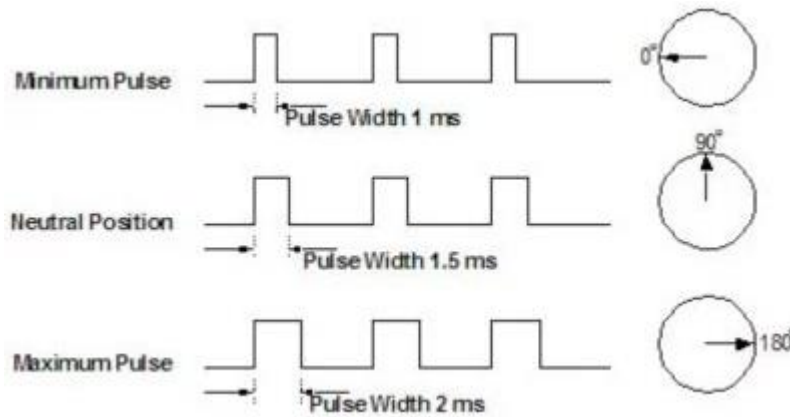 0°
Minimum Pulse
Pulse Width 1 ms
90°
Neutral Position
Pulse Width 1.5 ms
180°
Maximum Pulse
Pulse Width 2 ms